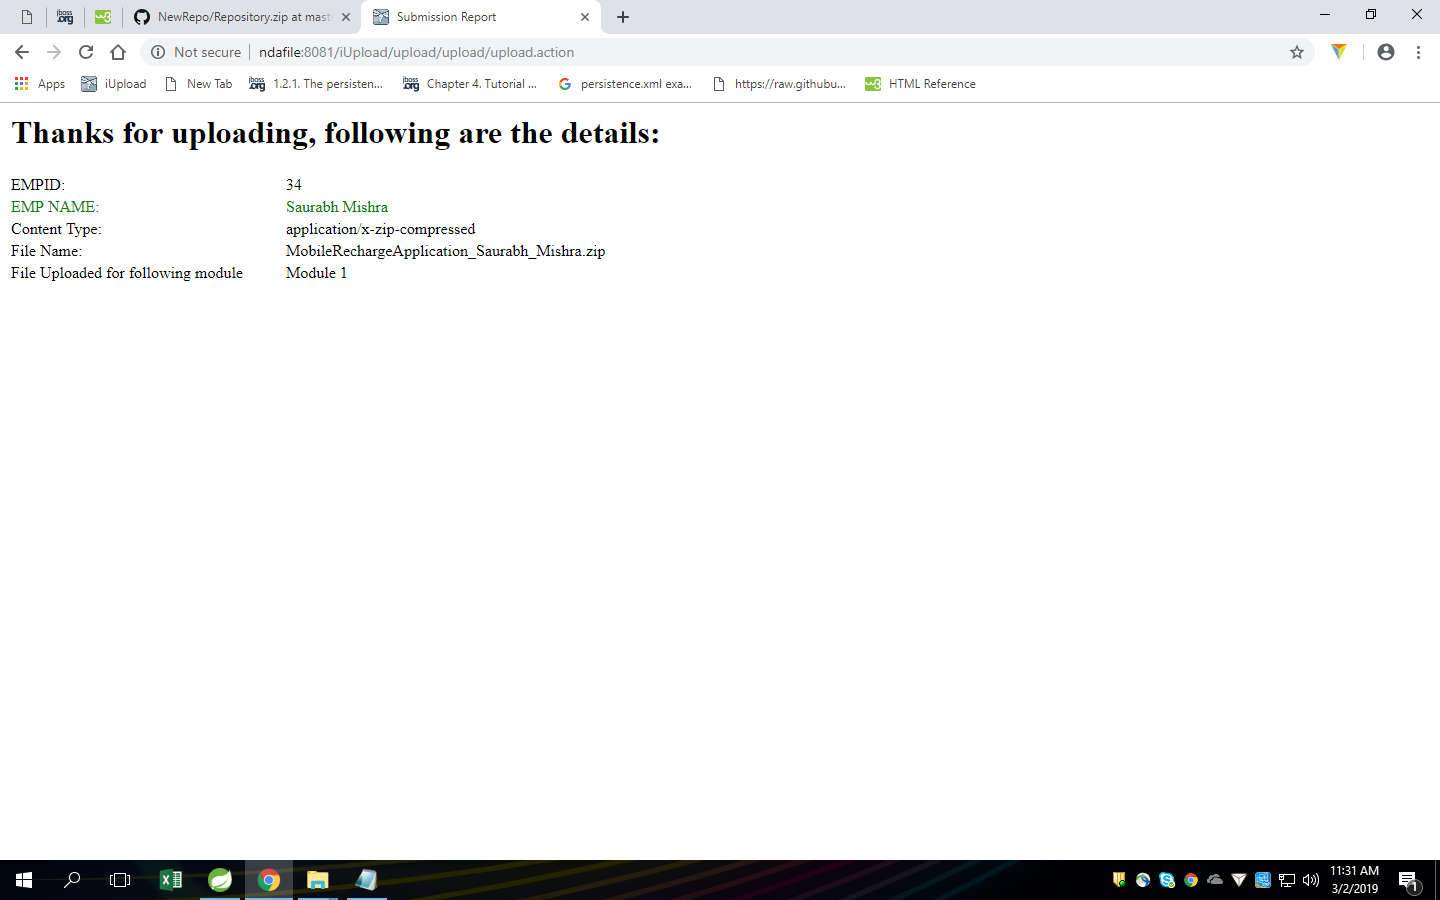 NewRepo/Repository.zip at mast
Submission Report
Not secure
ndafile:8081/iUpload/upload/upload/upload.action
Apps
iUpload
New Tab
1.2.1. The persisten...
Chapter 4. Tutorial ...
persistence.xml exa...
https://raw.githubu...
HTML Reference
Thanks for uploading, following are the details:
EMPID: 34
EMP NAME: Saurabh Mishra
Content Type: application/x-zip-compressed
File Name: MobileRechargeApplication_Saurabh_Mishra.zip
File Uploaded for following module Module 1
11:31 AM
3/2/2019
1